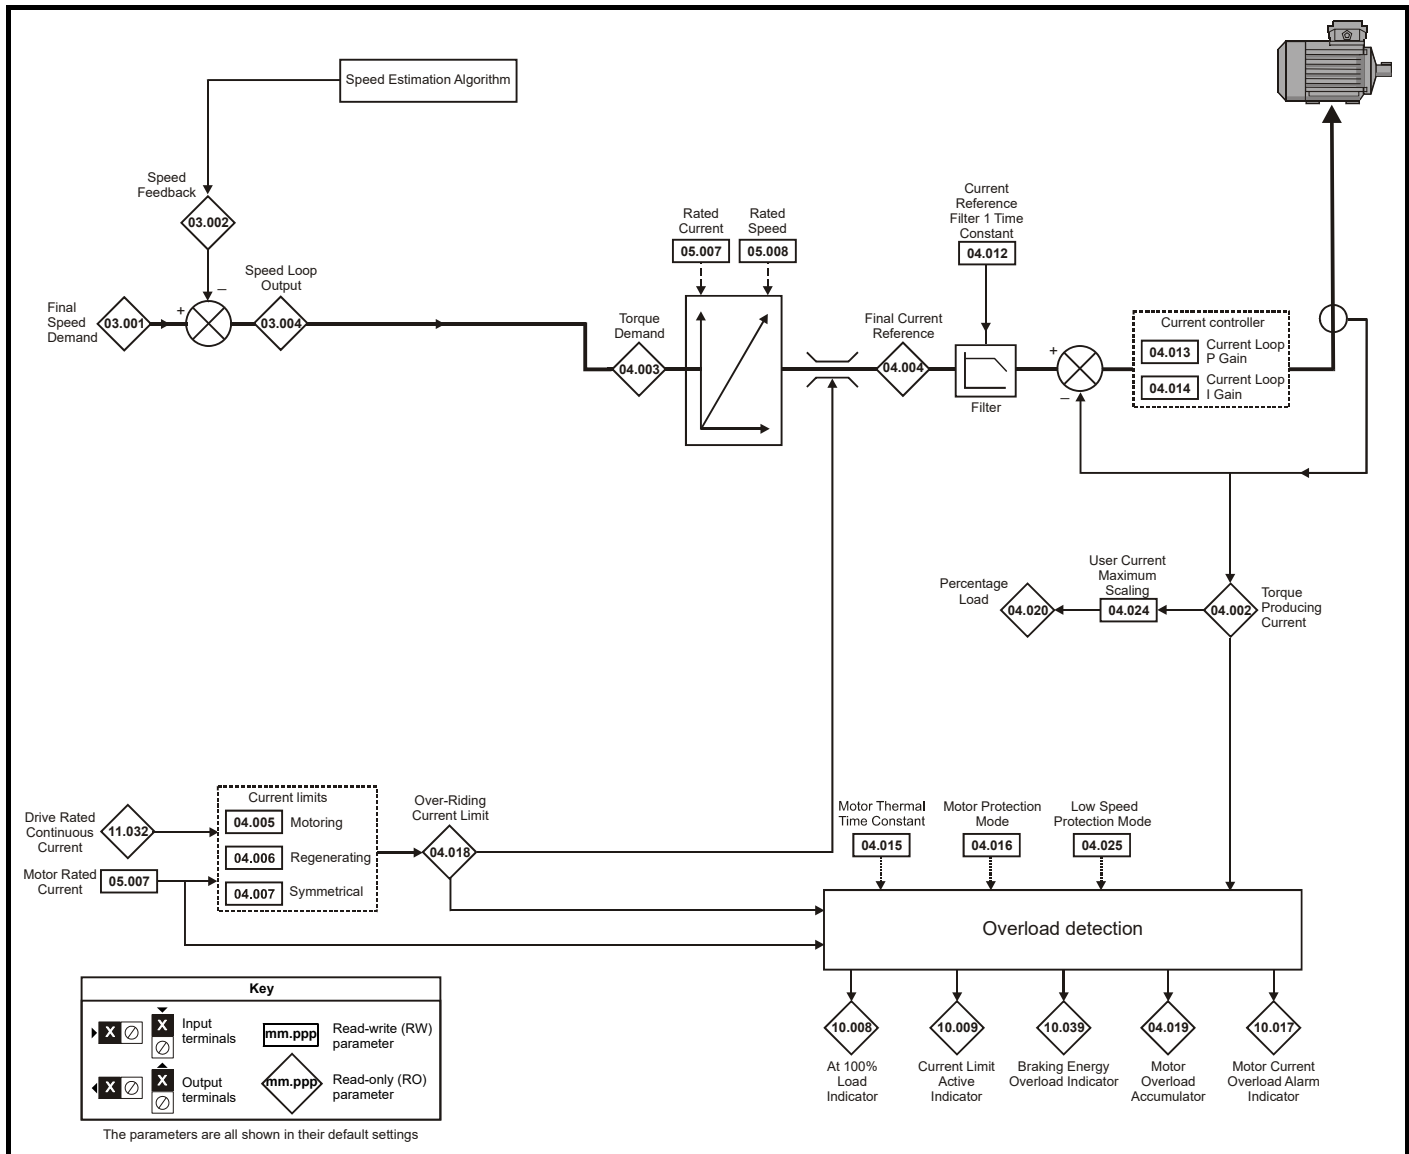 Speed Estimation Algorithm
Speed
Feedback
03.002
Final
Speed
Demand
03.001
+
–
Speed Loop
Output
03.004
Torque
Demand
04.003
Rated
Current
05.007
Rated
Speed
05.008
Final Current
Reference
04.004
Current
Reference
Filter 1 Time
Constant
04.012
Filter
+
–
Current controller
04.013
Current Loop
P Gain
04.014
Current Loop
I Gain
Percentage
Load
04.020
User Current
Maximum
Scaling
04.024
04.002
Torque
Producing
Current
Drive Rated
Continuous
Current
11.032
Motor Rated
Current
05.007
Current limits
04.005 Motoring
04.006 Regenerating
04.007 Symmetrical
Over-Riding
Current Limit
04.018
Motor Thermal
Time Constant
04.015
Motor Protection
Mode
04.016
Low Speed
Protection Mode
04.025
Overload detection
10.008
At 100%
Load
Indicator
10.009
Current Limit
Active
Indicator
10.039
Braking Energy
Overload Indicator
04.019
Motor
Overload
Accumulator
10.017
Motor Current
Overload Alarm
Indicator
Key
X
X
Input
terminals
mm.ppp
Read-write (RW)
parameter
X
X
Output
terminals
mm.ppp
Read-only (RO)
parameter
The parameters are all shown in their default settings